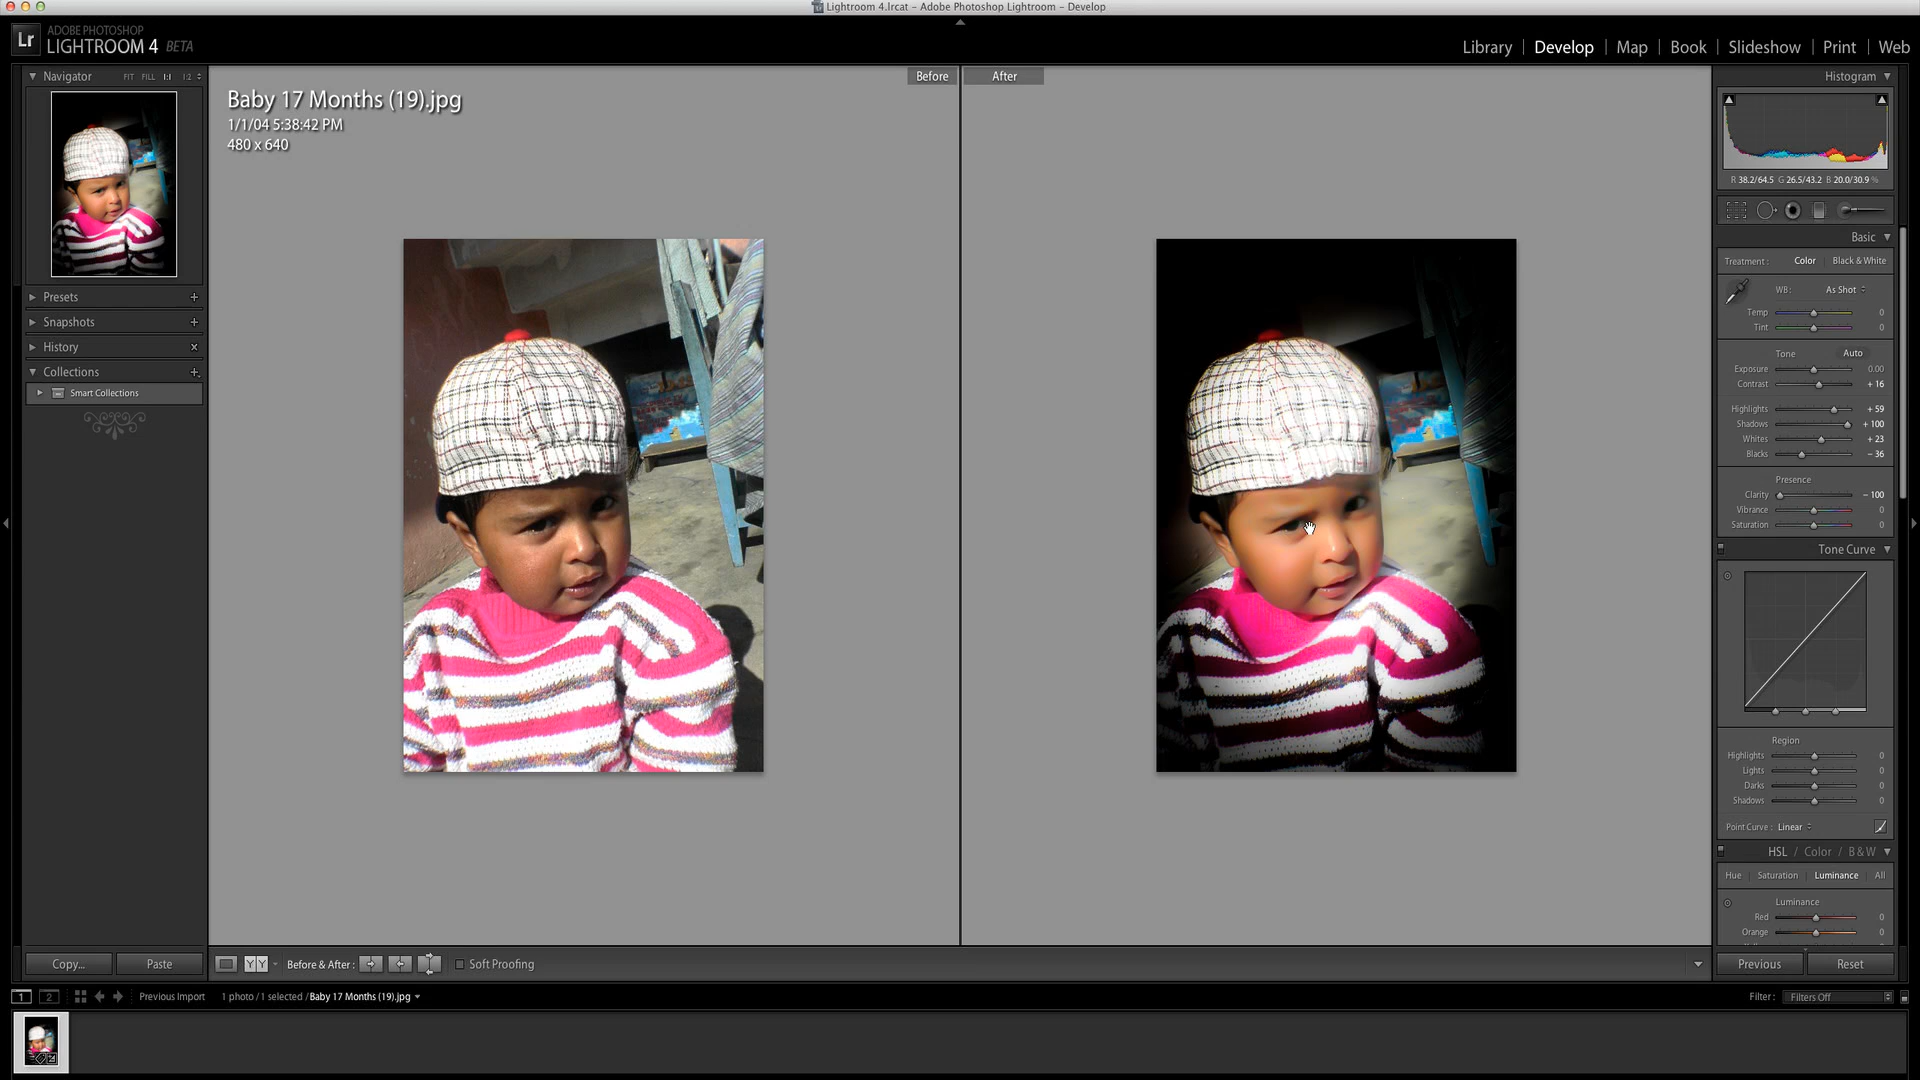 Lightroom 4.lrcat – Adobe Photoshop Lightroom – Develop
Lr
ADOBE PHOTOSHOP
LIGHTROOM 4 BETA
Library | Develop | Map | Book | Slideshow | Print | Web
Navigator FIT FILL 1:1 1:2
Presets +
Snapshots +
History ×
Collections +
Smart Collections
Copy... Paste
Before After
Baby 17 Months (19).jpg
1/1/04 5:38:42 PM
480 x 640
Histogram
R 38.2/64.5 G 26.5/43.2 B 20.0/30.9 %
Basic
Treatment : Color | Black & White
WB: As Shot
Temp 0
Tint 0
Tone Auto
Exposure 0.00
Contrast + 16
Highlights + 59
Shadows + 100
Whites + 23
Blacks – 36
Presence
Clarity – 100
Vibrance 0
Saturation 0
Tone Curve
Region
Highlights 0
Lights 0
Darks 0
Shadows 0
Point Curve : Linear
HSL / Color / B & W
Hue | Saturation | Luminance | All
Luminance
Red 0
Orange 0
Previous Reset
YY Before & After : Soft Proofing
1 2 Previous Import 1 photo / 1 selected / Baby 17 Months (19).jpg
Filter : Filters Off